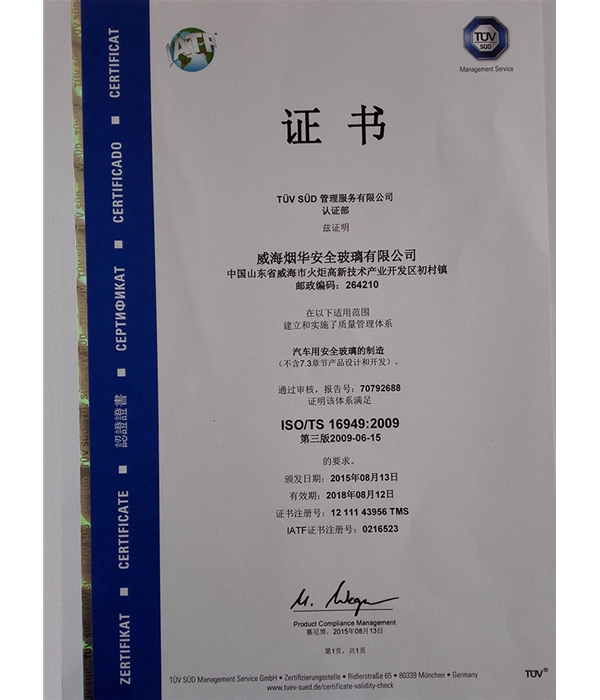 IATF
TÜV
SÜD
Management Service
证 书
TÜV SÜD 管理服务有限公司
认证部
兹证明
威海烟华安全玻璃有限公司
中国山东省威海市火炬高新技术产业开发区初村镇
邮政编码：264210
在以下适用范围
建立和实施了质量管理体系
汽车用安全玻璃的制造
（不含7.3章节产品设计和开发）。
通过审核，报告号：70792688
证明该体系满足
ISO/TS 16949:2009
第三版2009-06-15
的要求。
颁发日期：2015年08月13日
有效期：2018年08月12日
证书注册号：12 111 43956 TMS
IATF证书注册号：0216523
Product Compliance Management
慕尼黑，2015年08月13日
第1页，共1页
TÜV SÜD Management Service GmbH • Zertifizierungsstelle • Ridlerstraße 65 • 80339 München • Germany
www.tuev-sued.de/certificate-validity-check
TÜV®
ZERTIFIKAT ■ CERTIFICATE ■ 認證證書 ■ СЕРТИФИКАТ ■ CERTIFICADO ■ CERTIFICAT